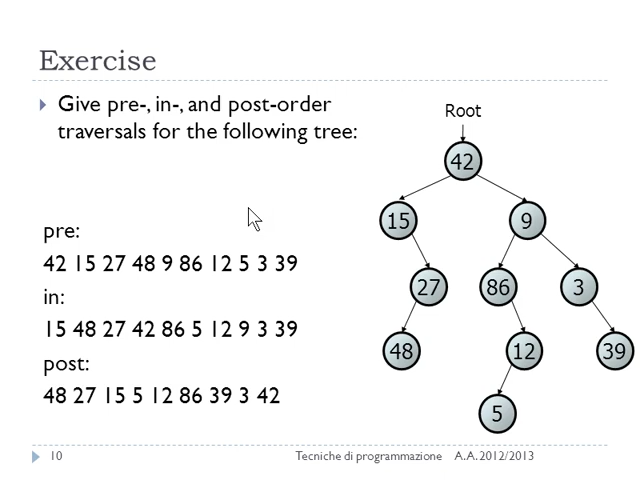 Exercise
Give pre-, in-, and post-order
traversals for the following tree:
pre:
42 15 27 48 9 86 12 5 3 39
in:
15 48 27 42 86 5 12 9 3 39
post:
48 27 15 5 12 86 39 3 42
Root
42
15 9
27 86 3
48 12 39
5
10 Tecniche di programmazione A.A. 2012/2013